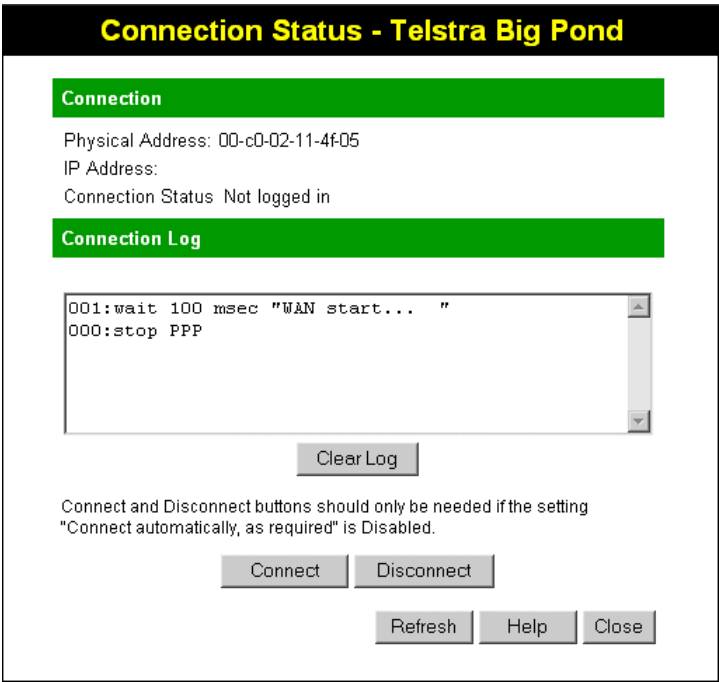 Connection Status - Telstra Big Pond
Connection
Physical Address: 00-c0-02-11-4f-05
IP Address:
Connection Status Not logged in
Connection Log
001:wait 100 msec "WAN start...  "
000:stop PPP
Clear Log
Connect and Disconnect buttons should only be needed if the setting
"Connect automatically, as required" is Disabled.
Connect Disconnect
Refresh Help Close